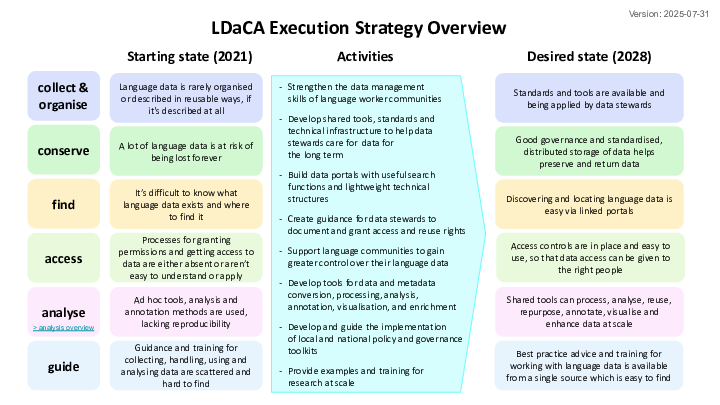 Version: 2025-07-31
LDaCA Execution Strategy Overview
Starting state (2021)
Activities
Desired state (2028)
collect &
organise
Language data is rarely organised
or described in reusable ways, if
it's described at all
conserve
A lot of language data is at risk of
being lost forever
find
It's difficult to know what
language data exists and where
to find it
access
Processes for granting
permissions and getting access to
data are either absent or aren't
easy to understand or apply
analyse
> analysis overview
Ad hoc tools, analysis and
annotation methods are used,
lacking reproducibility
guide
Guidance and training for
collecting, handling, using and
analysing data are scattered and
hard to find
- Strengthen the data management
skills of language worker communities
- Develop shared tools, standards and
technical infrastructure to help data
stewards care for data for
the long term
- Build data portals with useful search
functions and lightweight technical
structures
- Create guidance for data stewards to
document and grant access and reuse rights
- Support language communities to gain
greater control over their language data
- Develop tools for data and metadata
conversion, processing, analysis,
annotation, visualisation, and enrichment
- Develop and guide the implementation
of local and national policy and governance
toolkits
- Provide examples and training for
research at scale
Standards and tools are available and
being applied by data stewards
Good governance and standardised,
distributed storage of data helps
preserve and return data
Discovering and locating language data is
easy via linked portals
Access controls are in place and easy to
use, so that data access can be given to
the right people
Shared tools can process, analyse, reuse,
repurpose, annotate, visualise and
enhance data at scale
Best practice advice and training for
working with language data is available
from a single source which is easy to find